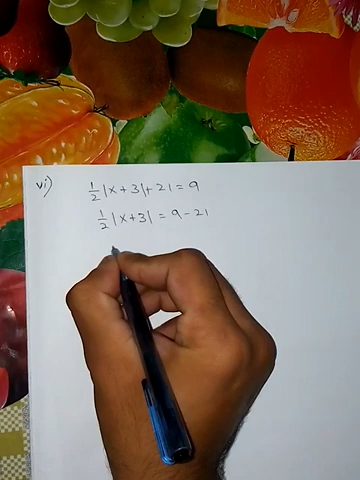 vi) 1/2 |x+3|+21 = 9
1/2 |x+3| = 9-21